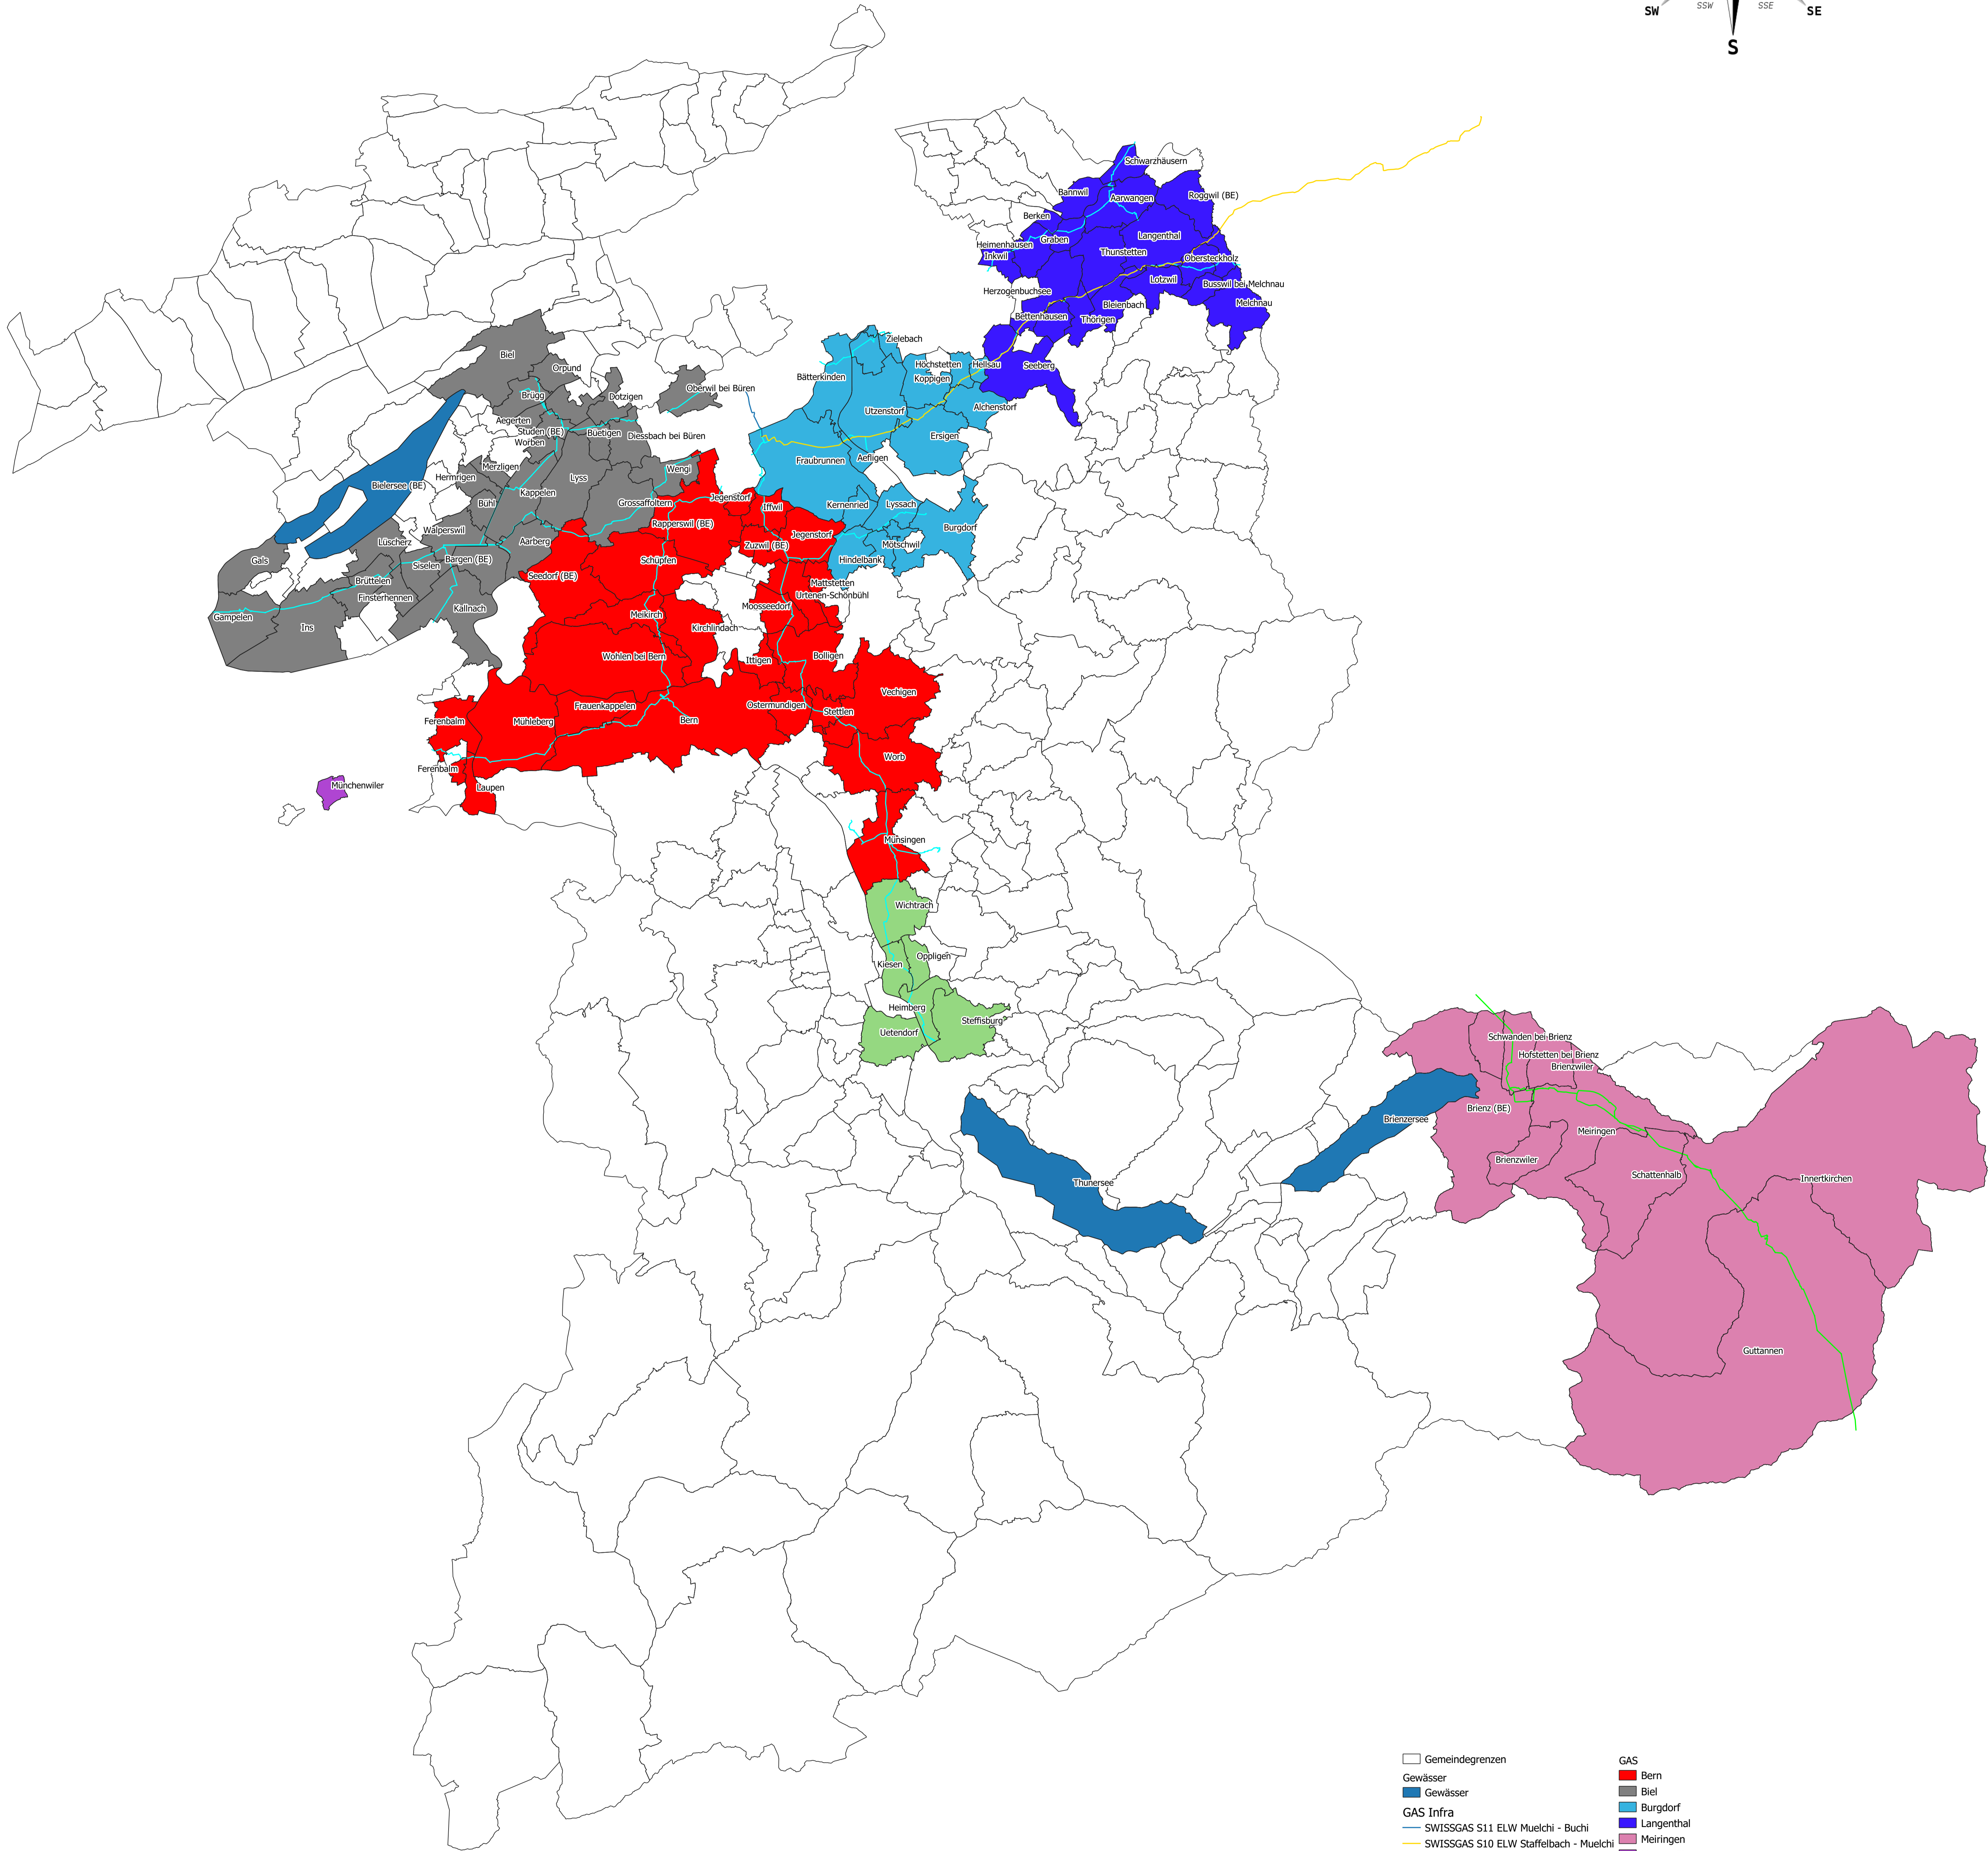 SW
SSW
SSE
SE
S
Schwarzhäusern
Bannwil
Aarwangen
Roggwil (BE)
Berken
Graben
Langenthal
Heimenhausen
Inkwil
Thunstetten
Obersteckholz
Lotzwil
Busswil bei Melchnau
Herzogenbuchsee
Bleienbach
Melchnau
Bettenhausen
Thörigen
Zielebach
Biel
Orpund
Höchstetten
Hellsau
Seeberg
Bätterkinden
Koppigen
Oberwil bei Büren
Brügg
Dotzigen
Utzenstorf
Alchenstorf
Aegerten
Studen (BE)
Büetigen
Diessbach bei Büren
Ersigen
Worben
Aefligen
Fraubrunnen
Merzligen
Wengi
Hermrigen
Lyss
Bielersee (BE)
Kappelen
Jegenstorf
Bühl
Grossaffoltern
Iffwil
Kernenried
Lyssach
Rapperswil (BE)
Burgdorf
Walperswil
Jegenstorf
Lüscherz
Aarberg
Zuzwil (BE)
Mötschwil
Gals
Bargen (BE)
Schüpfen
Hindelbank
Siselen
Seedorf (BE)
Brüttelen
Mattstetten
Finsterhennen
Urtenen-Schönbühl
Kallnach
Moosseedorf
Gampelen
Meikirch
Ins
Kirchlindach
Wohlen bei Bern
Ittigen
Bolligen
Vechigen
Frauenkappelen
Ostermundigen
Stettlen
Ferenbalm
Mühleberg
Bern
Worb
Ferenbalm
Münchenwiler
Laupen
Münsingen
Wichtrach
Oppligen
Kiesen
Heimberg
Steffisburg
Uetendorf
Schwanden bei Brienz
Hofstetten bei Brienz
Brienzwiler
Brienz (BE)
Brienzersee
Meiringen
Brienzwiler
Schattenhalb
Innertkirchen
Thunersee
Guttannen
Gemeindegrenzen
Gewässer
Gewässer
GAS Infra
SWISSGAS S11 ELW Muelchi - Buchi
SWISSGAS S10 ELW Staffelbach - Muelchi
GAS
Bern
Biel
Burgdorf
Langenthal
Meiringen